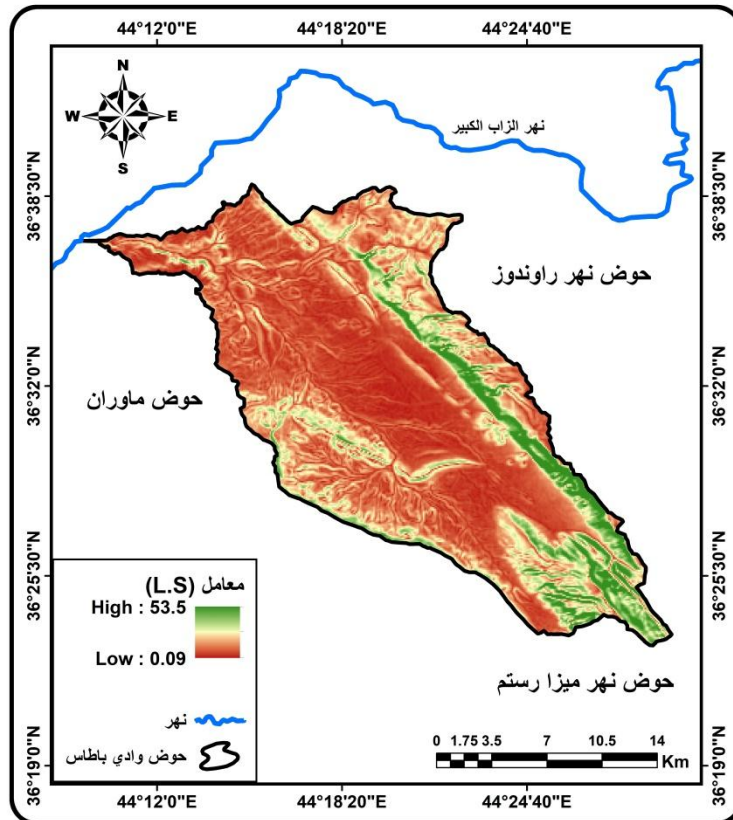 44°12'0"E 44°18'20"E 44°24'40"E
N
W E
S
نهر الزاب الكبير
36°38'30"N 36°38'30"N
حوض نهر راوندوز
36°32'0"N 36°32'0"N
حوض ماوران
36°25'30"N 36°25'30"N
معامل (L.S)
High : 53.5
Low : 0.09
حوض نهر ميزا رستم
نهر
حوض وادي باطاس
0 1.75 3.5 7 10.5 14
Km
36°19'0"N 36°19'0"N
44°12'0"E 44°18'20"E 44°24'40"E